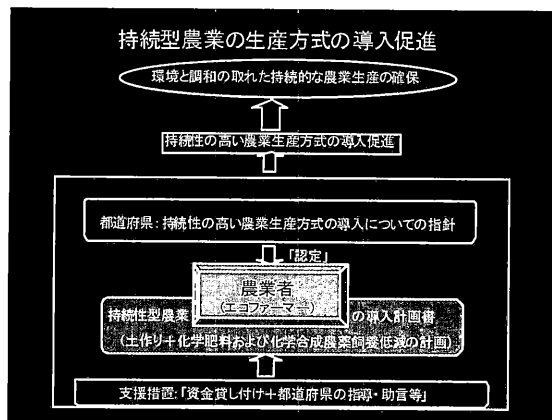 持続型農業の生産方式の導入促進
環境と調和の取れた持続的な農業生産の確保
持続性の高い農業生産方式の導入促進
都道府県:持続性の高い農業生産方式の導入についての指針
「認定」
農業者
(エコファーマー)
持続性型農業 の導入計画書
(土作り+化学肥料および化学合成農薬飼養低減の計画)
支援措置:「資金貸し付け+都道府県の指導・助言等」